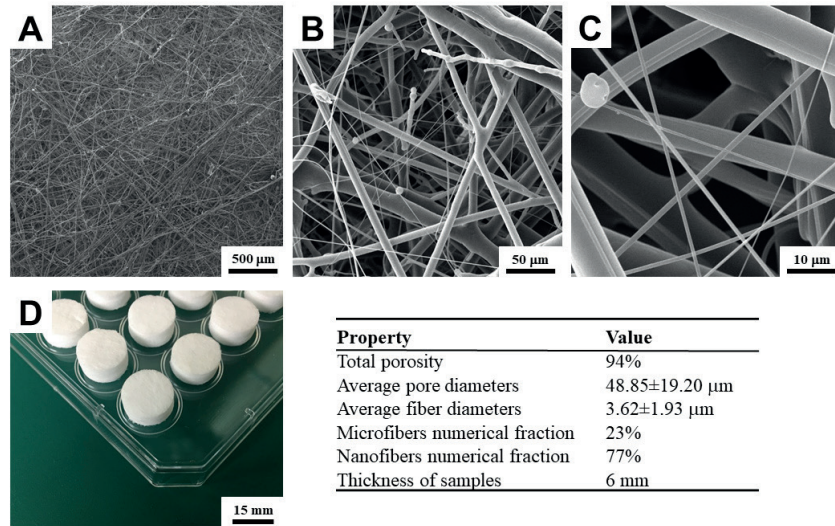 A
500 µm
B
50 µm
C
10 µm
D
15 mm
Property Value
Total porosity 94%
Average pore diameters 48.85±19.20 µm
Average fiber diameters 3.62±1.93 µm
Microfibers numerical fraction 23%
Nanofibers numerical fraction 77%
Thickness of samples 6 mm